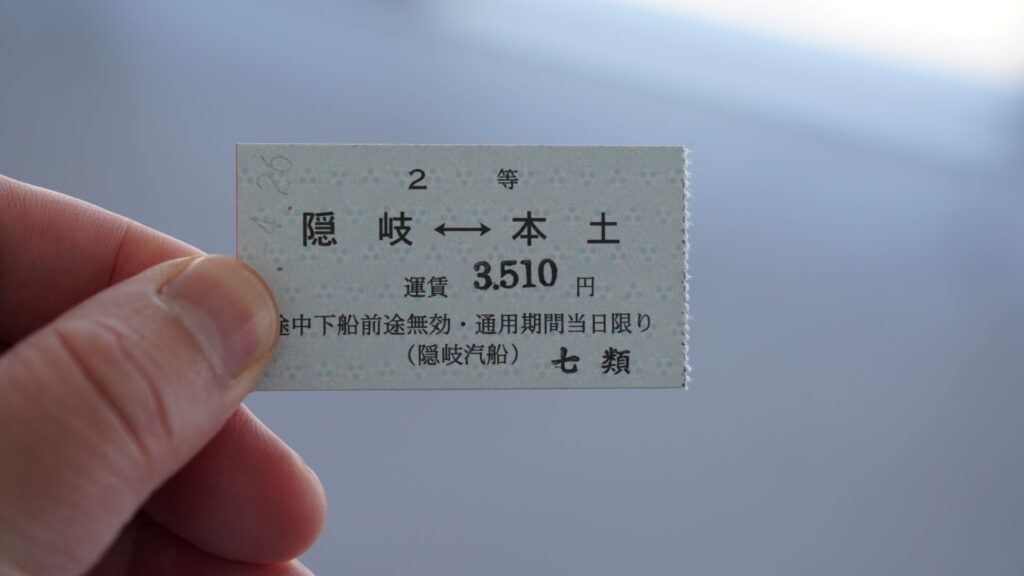 2 等
隠岐↔本土
運賃 3.510 円
途中下船前途無効・通用期間当日限り
(隠岐汽船) 七類